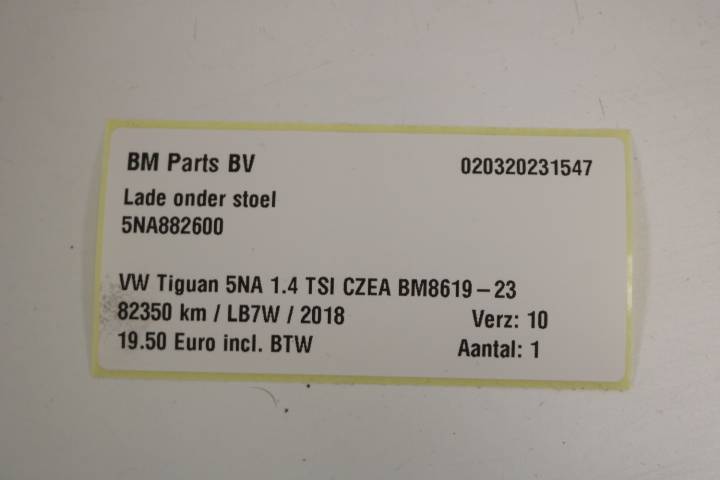 BM Parts BV 020320231547
Lade onder stoel
5NA882600
VW Tiguan 5NA 1.4 TSI CZEA BM8619-23
82350 km / LB7W / 2018 Verz: 10
19.50 Euro incl. BTW Aantal: 1